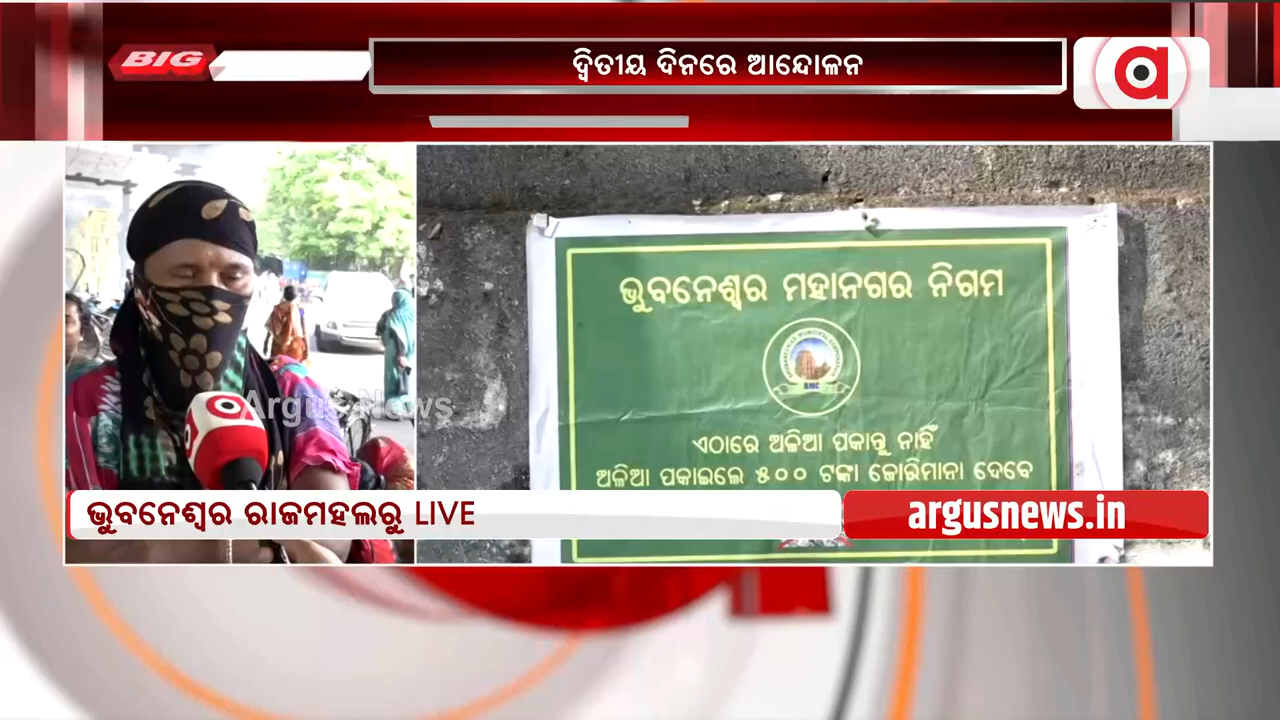 BIG
ଦ୍ୱିତୀୟ ଦିନରେ ଆନ୍ଦୋଳନ
a
ଭୁବନେଶ୍ୱର ମହାନଗର ନିଗମ
BMC
ଏଠାରେ ଅଳିଆ ପକାନ୍ତୁ ନାହିଁ
ଅଳିଆ ପକାଇଲେ ୫୦୦ ଟଙ୍କା ଜୋରିମାନା ଦେବେ
Argus News
ଭୁବନେଶ୍ୱର ରାଜମହଲରୁ LIVE
argusnews.in